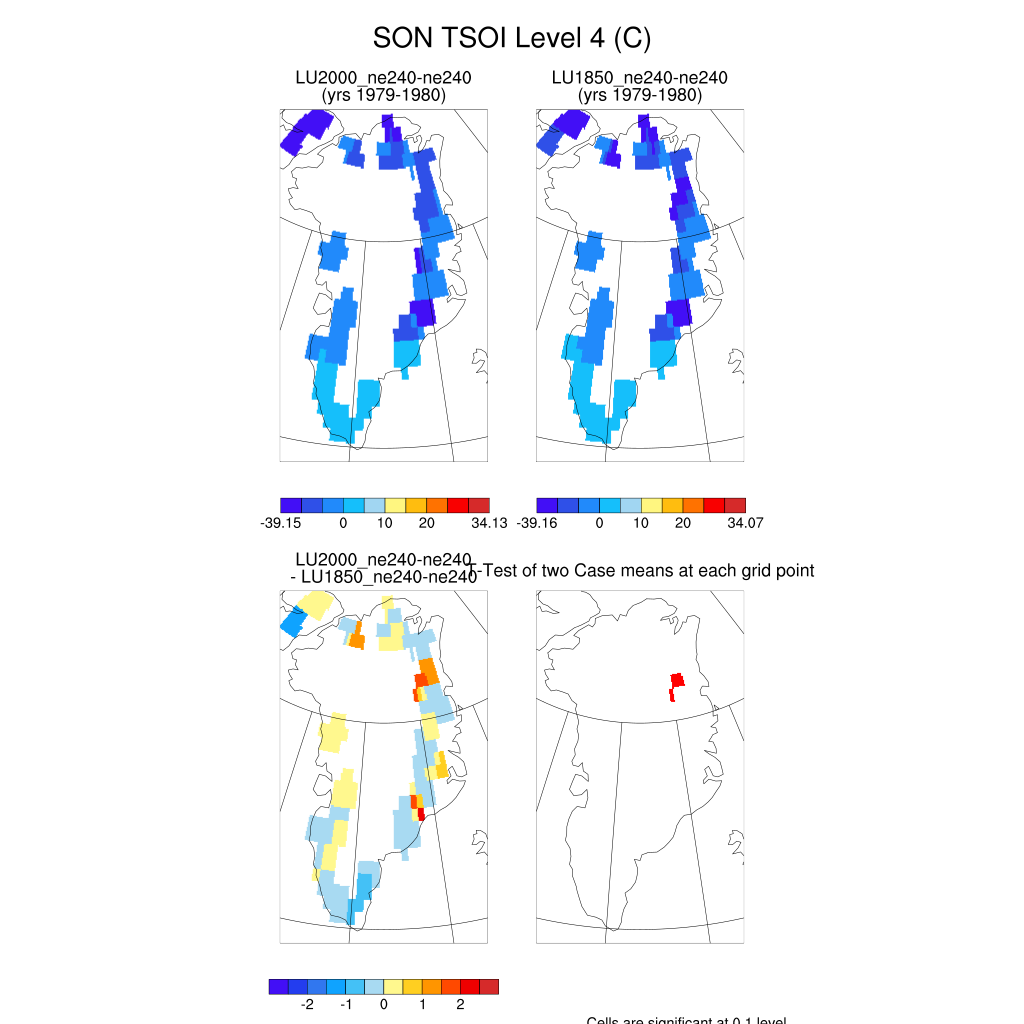 SON TSOI Level 4 (C)
LU2000_ne240-ne240
(yrs 1979-1980)
LU1850_ne240-ne240
(yrs 1979-1980)
-39.15 0 10 20 34.13
-39.16 0 10 20 34.07
LU2000_ne240-ne240
- LU1850_ne240-ne240
T-Test of two Case means at each grid point
-2 -1 0 1 2
Cells are significant at 0.1 level